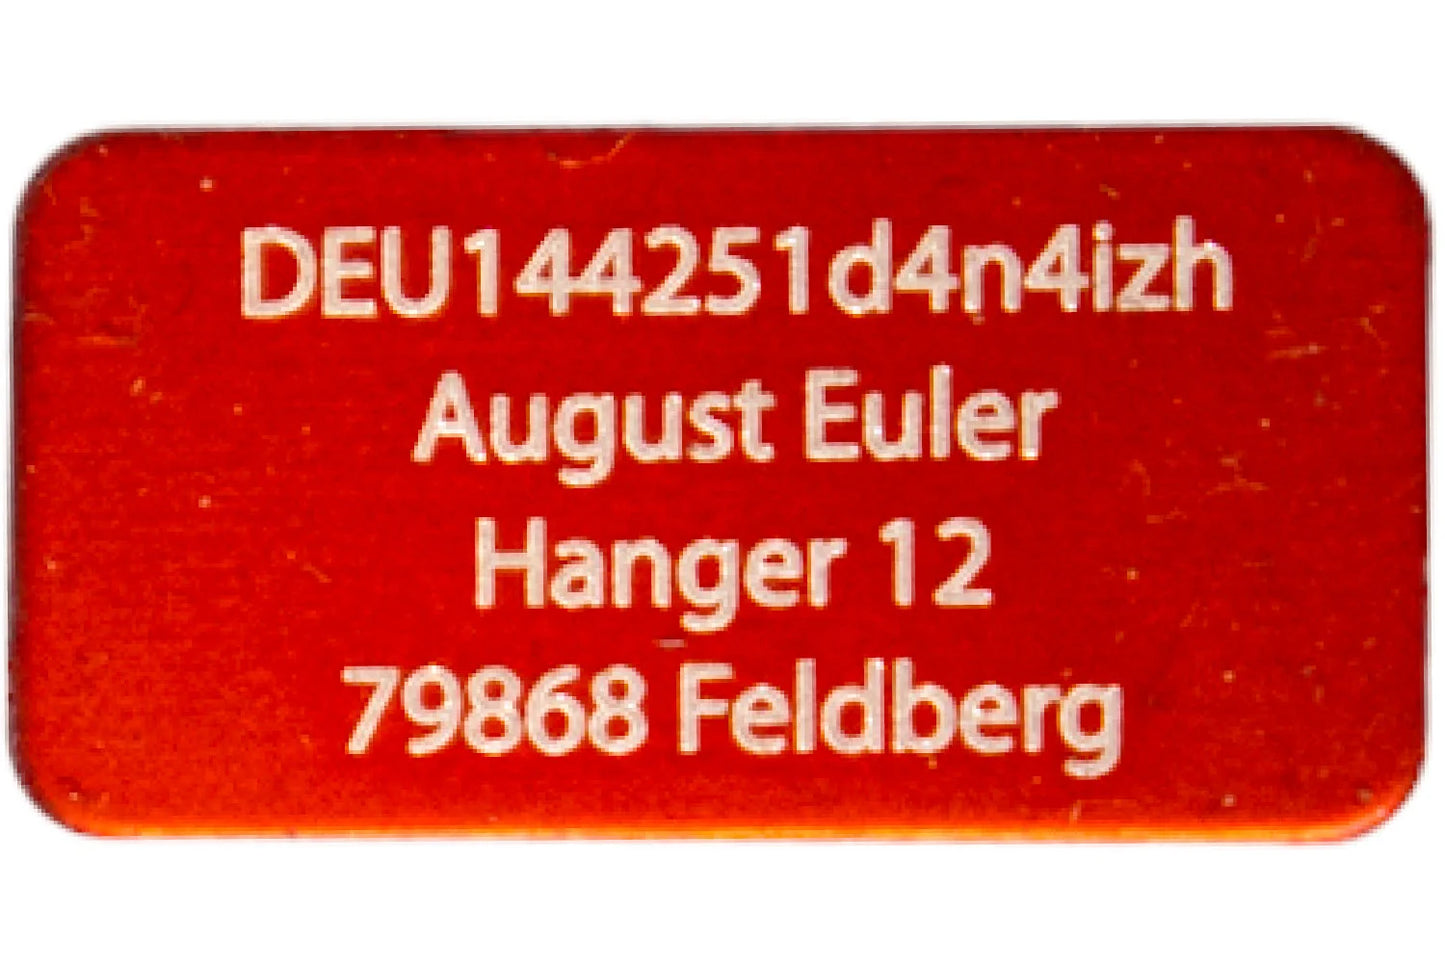 DEU144251d4n4izh
August Euler
Hanger 12
79868 Feldberg